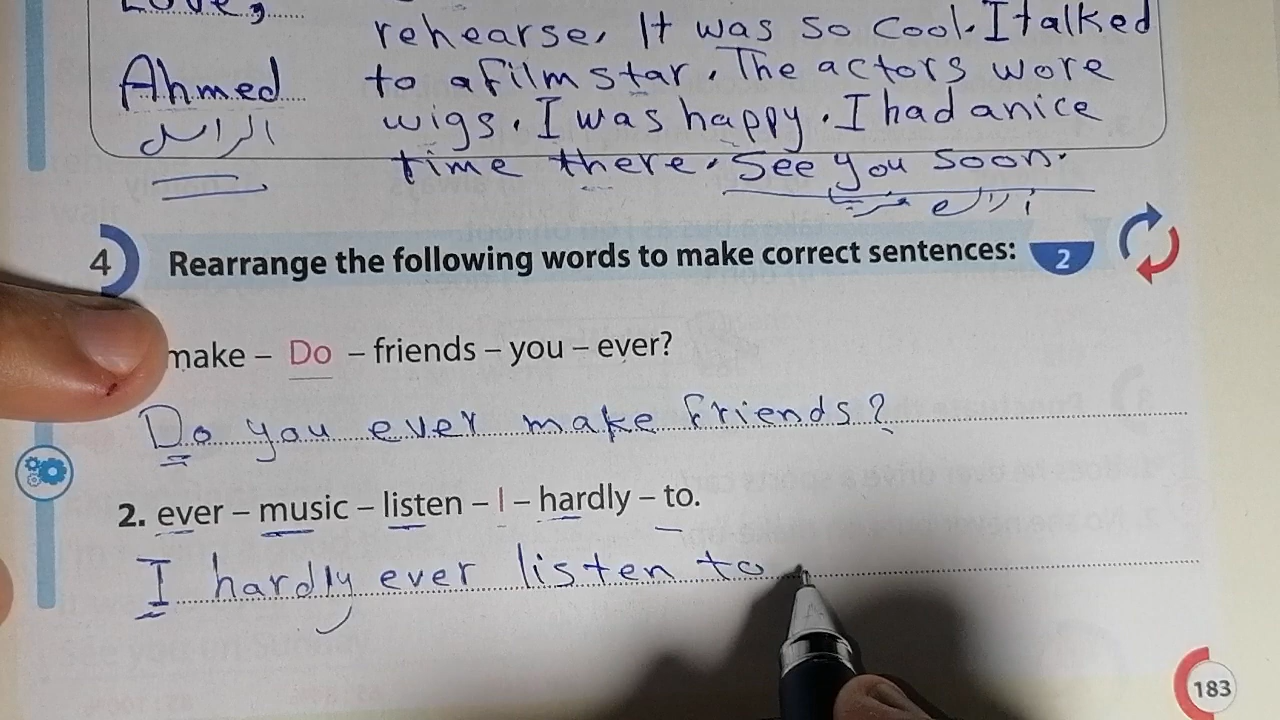 Love,
rehearse. It was so cool. I talked
Ahmed to a film star. The actors wore
wigs. I was happy. I had a nice
الراسل
time there. See you soon.
4 Rearrange the following words to make correct sentences: 2
make – Do – friends – you – ever?
Do you ever make friends?
2. ever – music – listen – I – hardly – to.
I hardly ever listen to
183